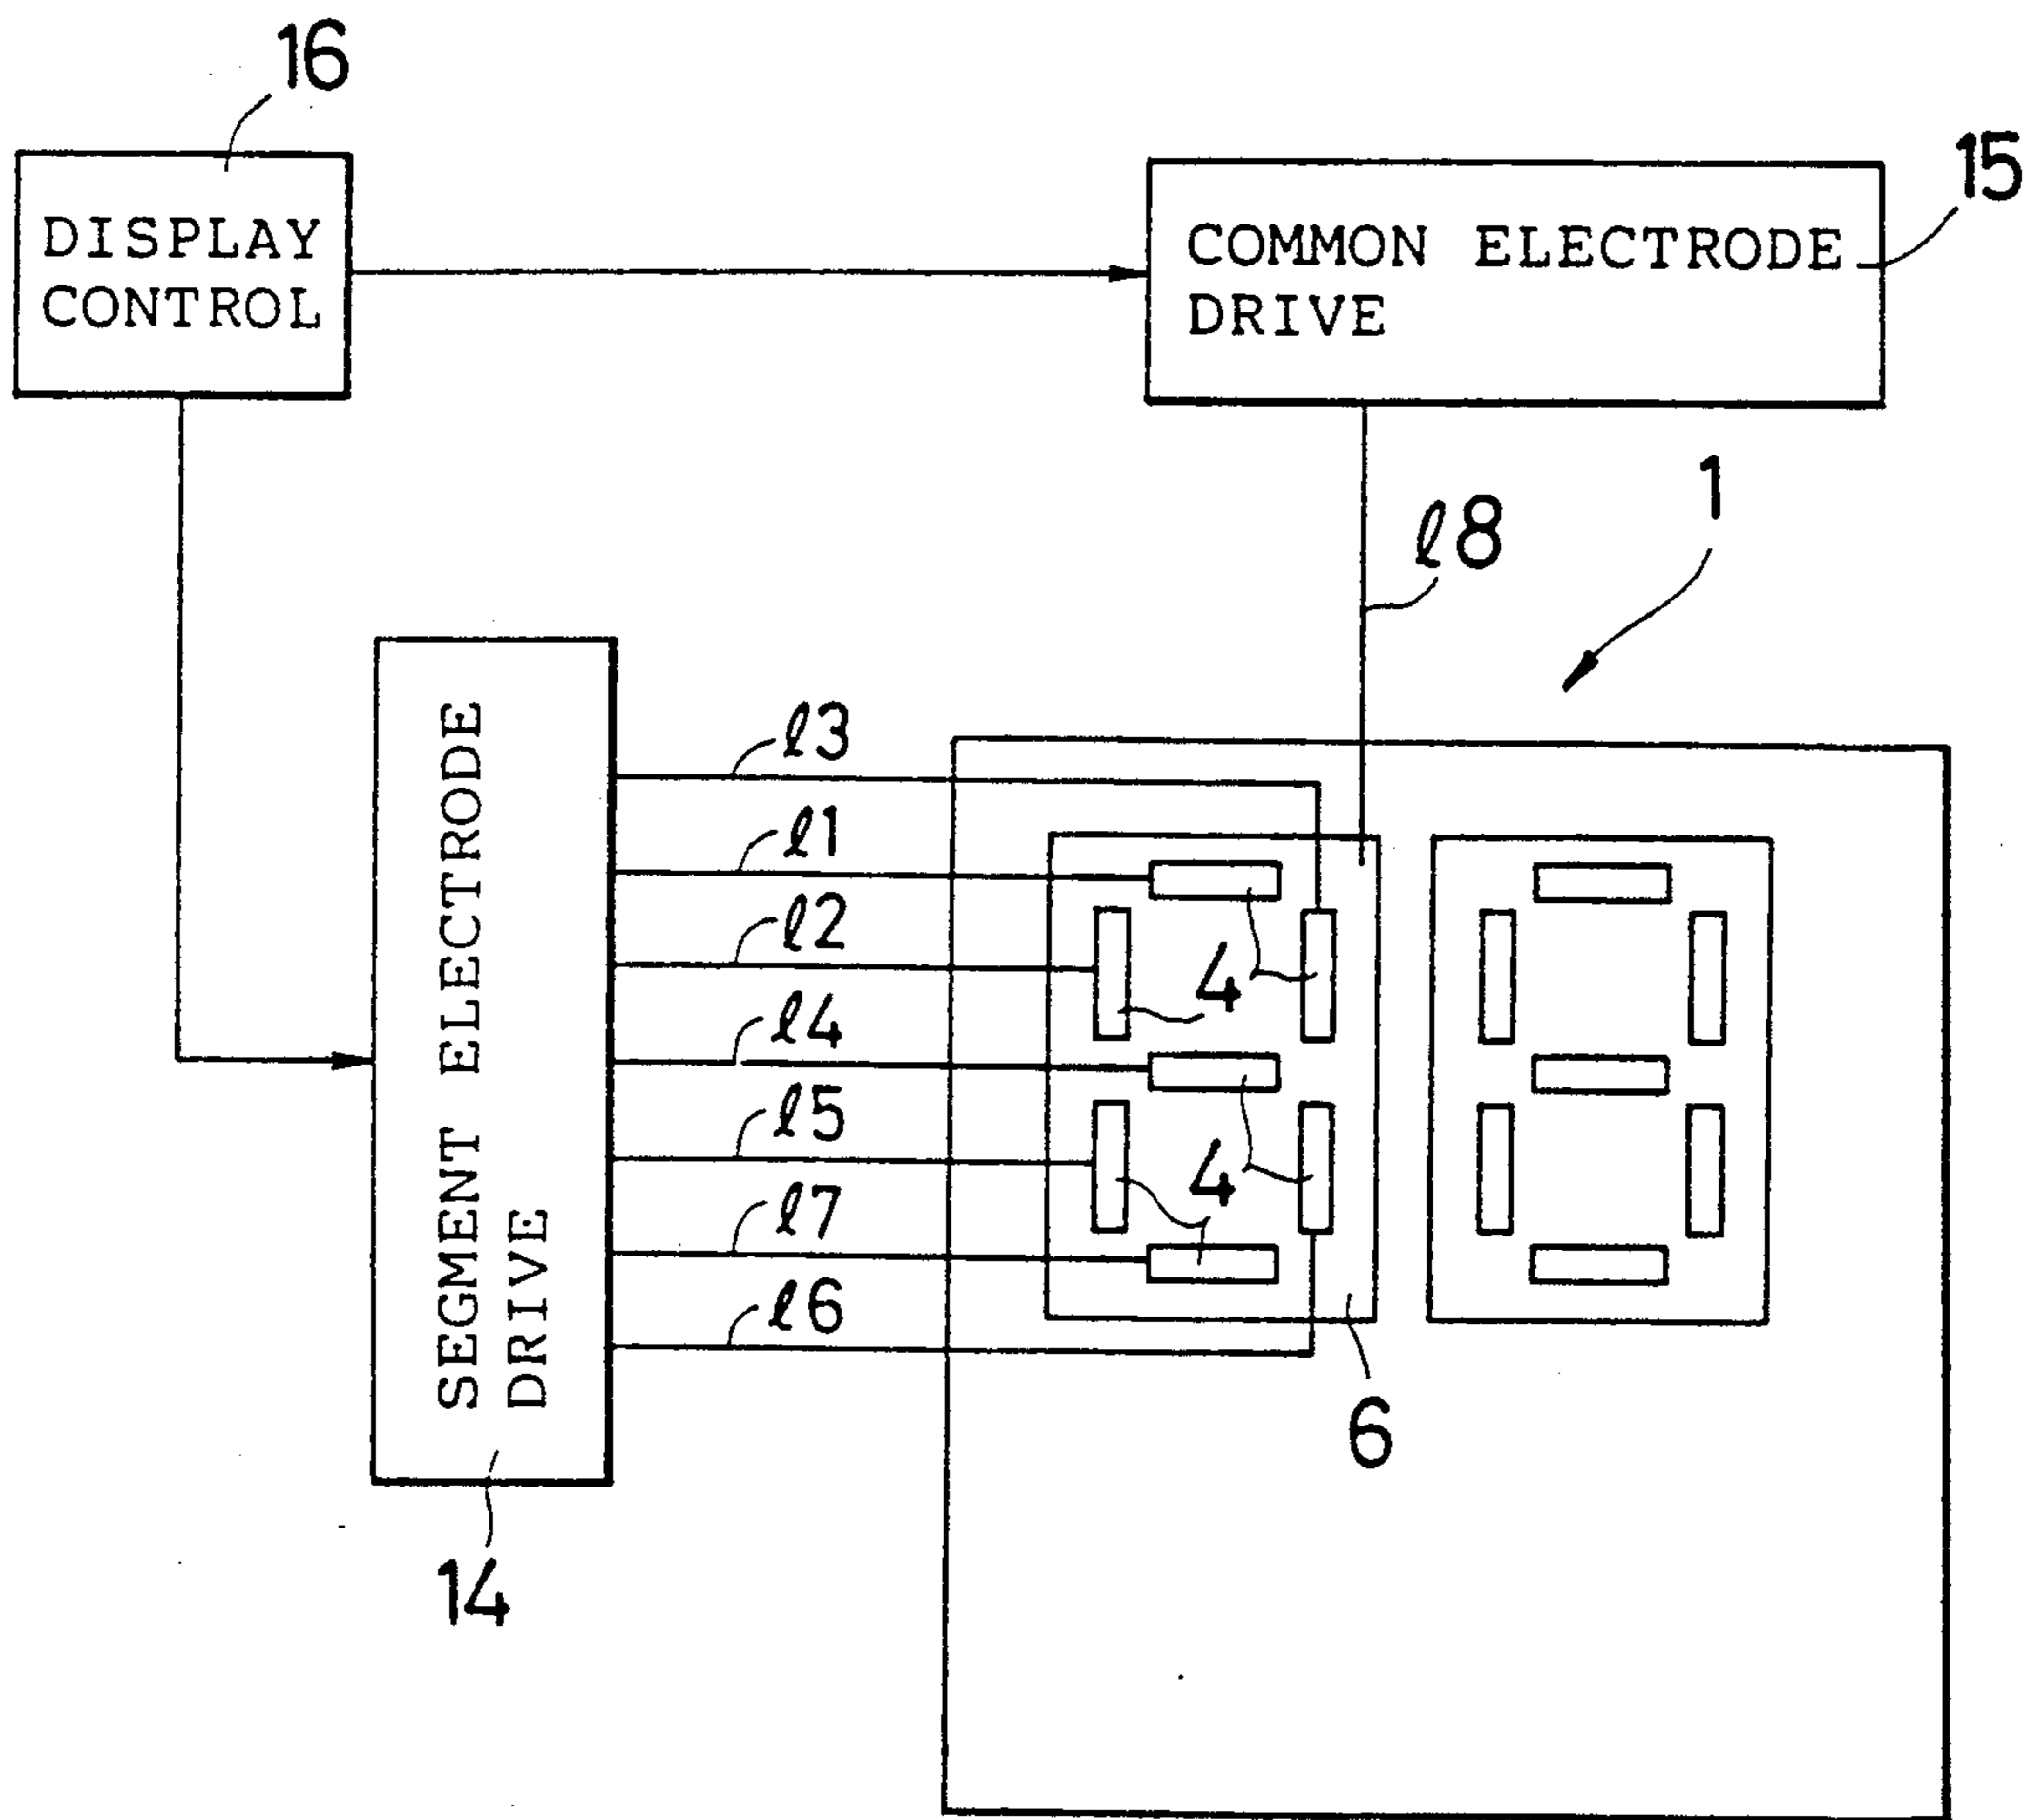 16
DISPLAY
CONTROL
15
COMMON ELECTRODE
DRIVE
1
ℓ8
SEGMENT ELECTRODE
DRIVE
14
ℓ3
ℓ1
ℓ2
ℓ4
ℓ5
ℓ7
ℓ6
4
4
6